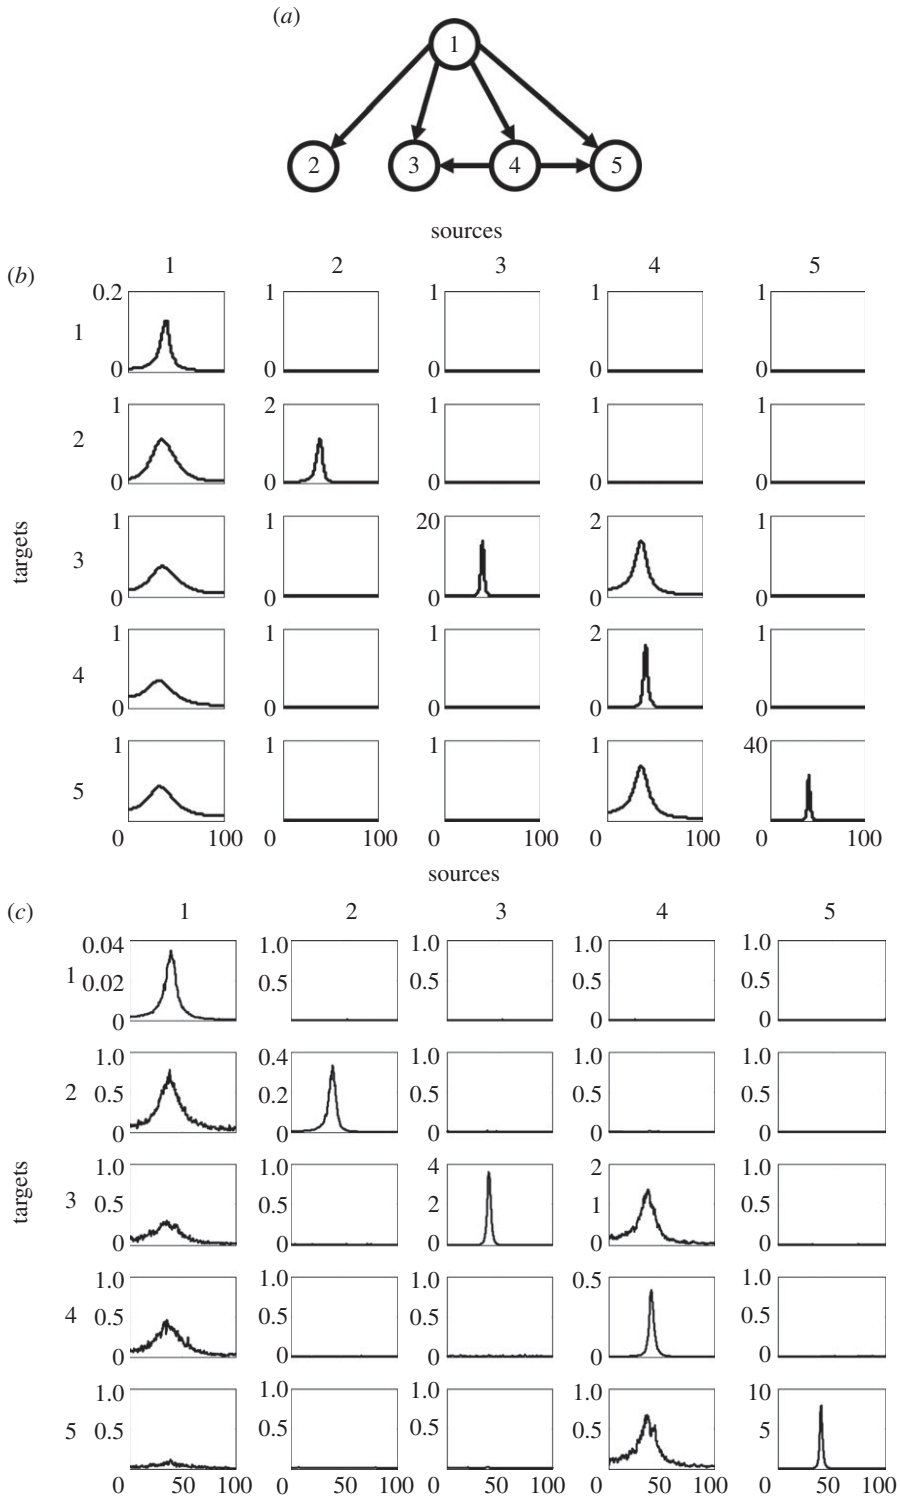 (a)
1
2 3 4 5
sources
(b) 1 2 3 4 5
0.2 1 1 1 1
1
0 0 0 0 0
1 2 1 1 1
2
0 0 0 0 0
1 1 20 2 1
targets 3
0 0 0 0 0
1 1 1 2 1
4
0 0 0 0 0
1 1 1 1 40
5
0 100 0 100 0 100 0 100 0 100
sources
(c) 1 2 3 4 5
0.04 1.0 1.0 1.0 1.0
1 0.02 0.5 0.5 0.5 0.5
0 0 0 0 0
1.0 0.4 1.0 1.0 1.0
2 0.5 0.2 0.5 0.5 0.5
0 0 0 0 0
1.0 1.0 4 2 1.0
targets 3 0.5 0.5 2 1 0.5
0 0 0 0 0
1.0 1.0 1.0 0.5 1.0
4 0.5 0.5 0.5 0.5
0 0 0 0 0
1.0 1.0 1.0 1.0 10
5 0.5 0.5 0.5 0.5 5
0 50 100 0 50 100 0 50 100 0 50 100 0 50 100